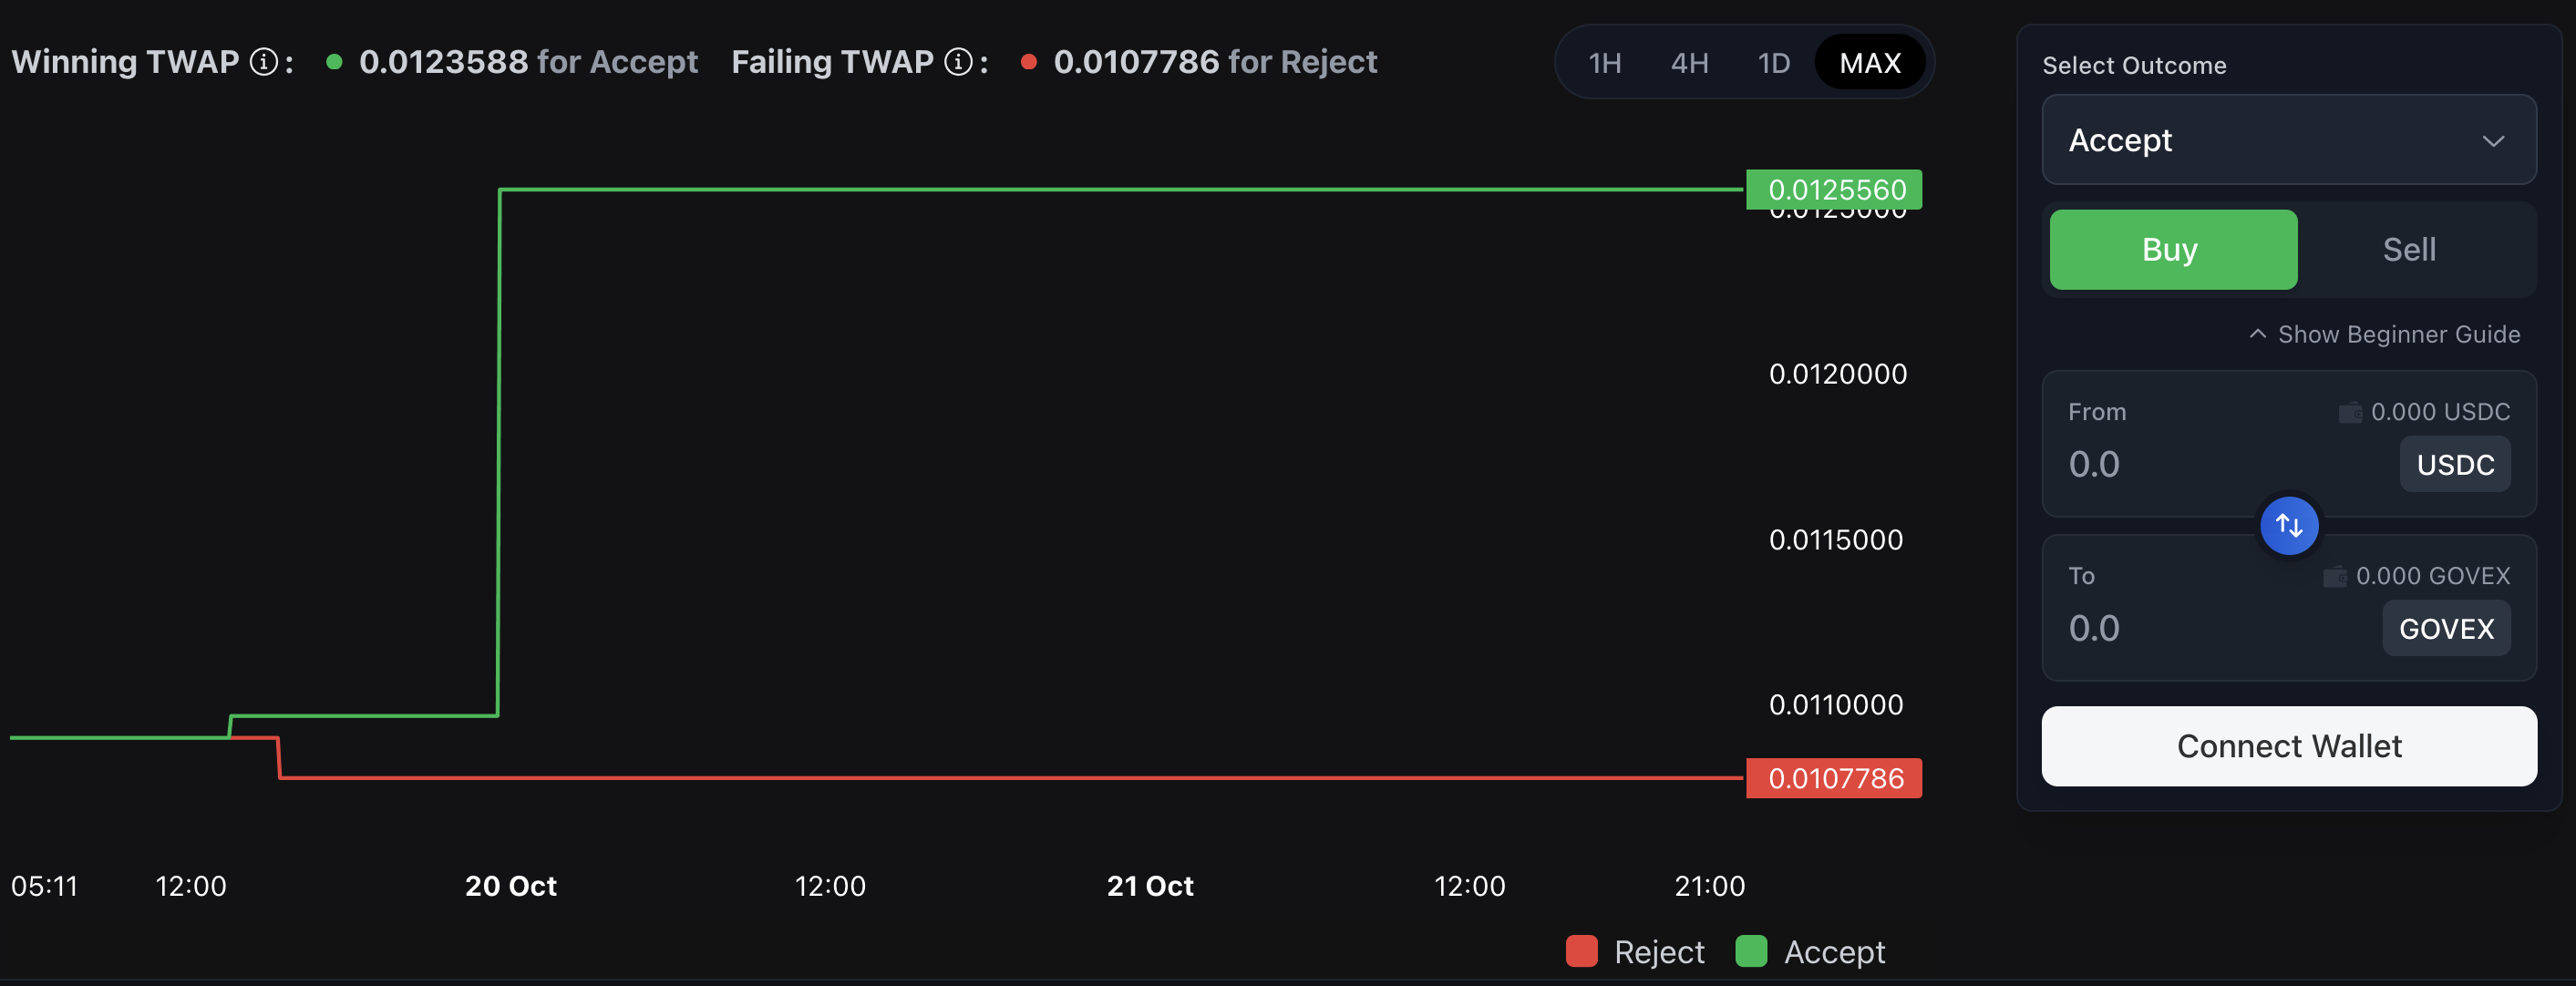 Winning TWAP ⓘ : 0.0123588 for Accept Failing TWAP ⓘ : 0.0107786 for Reject
1H 4H 1D MAX
0.0125560
0.0125000
0.0120000
0.0115000
0.0110000
0.0107786
05:11 12:00 20 Oct 12:00 21 Oct 12:00 21:00
Reject Accept
Select Outcome
Accept
Buy Sell
Show Beginner Guide
From 0.000 USDC
0.0 USDC
To 0.000 GOVEX
0.0 GOVEX
Connect Wallet